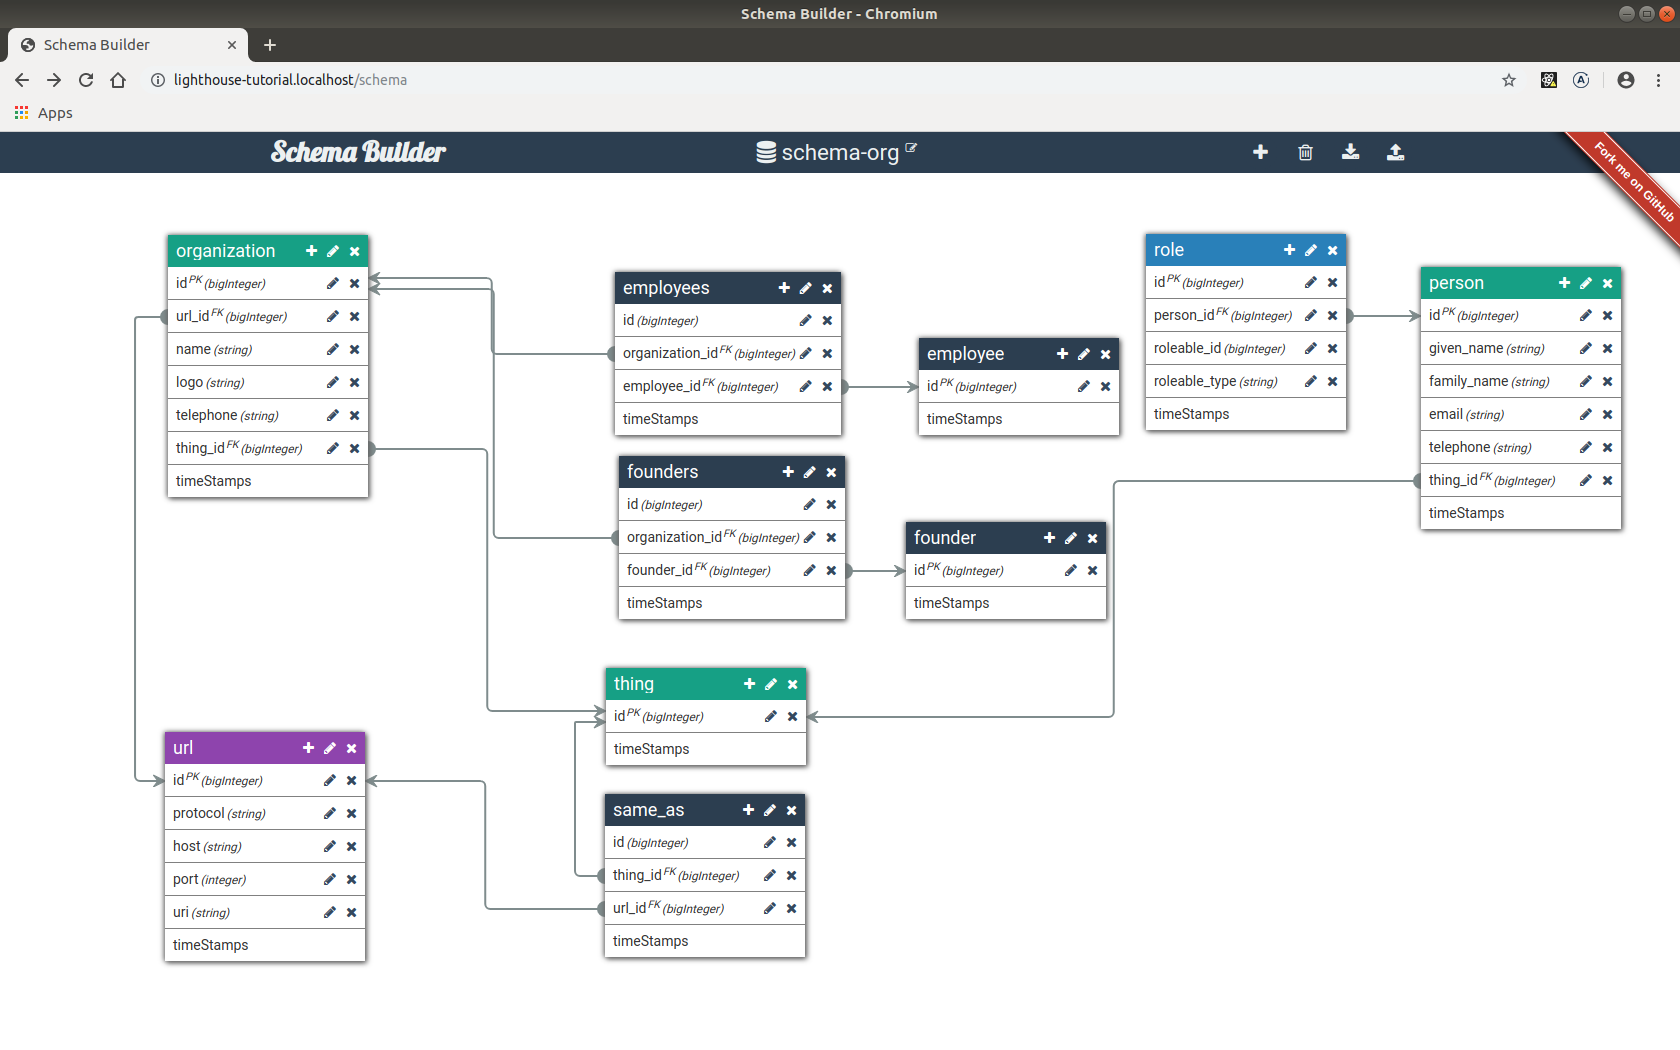 Schema Builder - Chromium
Schema Builder
lighthouse-tutorial.localhost/schema
Apps
Schema Builder
schema-org
Fork me on GitHub
organization
id PK (bigInteger)
url_id FK (bigInteger)
name (string)
logo (string)
telephone (string)
thing_id FK (bigInteger)
timeStamps
employees
id (bigInteger)
organization_id FK (bigInteger)
employee_id FK (bigInteger)
timeStamps
employee
id PK (bigInteger)
timeStamps
role
id PK (bigInteger)
person_id FK (bigInteger)
roleable_id (bigInteger)
roleable_type (string)
timeStamps
person
id PK (bigInteger)
given_name (string)
family_name (string)
email (string)
telephone (string)
thing_id FK (bigInteger)
timeStamps
founders
id (bigInteger)
organization_id FK (bigInteger)
founder_id FK (bigInteger)
timeStamps
founder
id PK (bigInteger)
timeStamps
thing
id PK (bigInteger)
timeStamps
url
id PK (bigInteger)
protocol (string)
host (string)
port (integer)
uri (string)
timeStamps
same_as
id (bigInteger)
thing_id FK (bigInteger)
url_id FK (bigInteger)
timeStamps